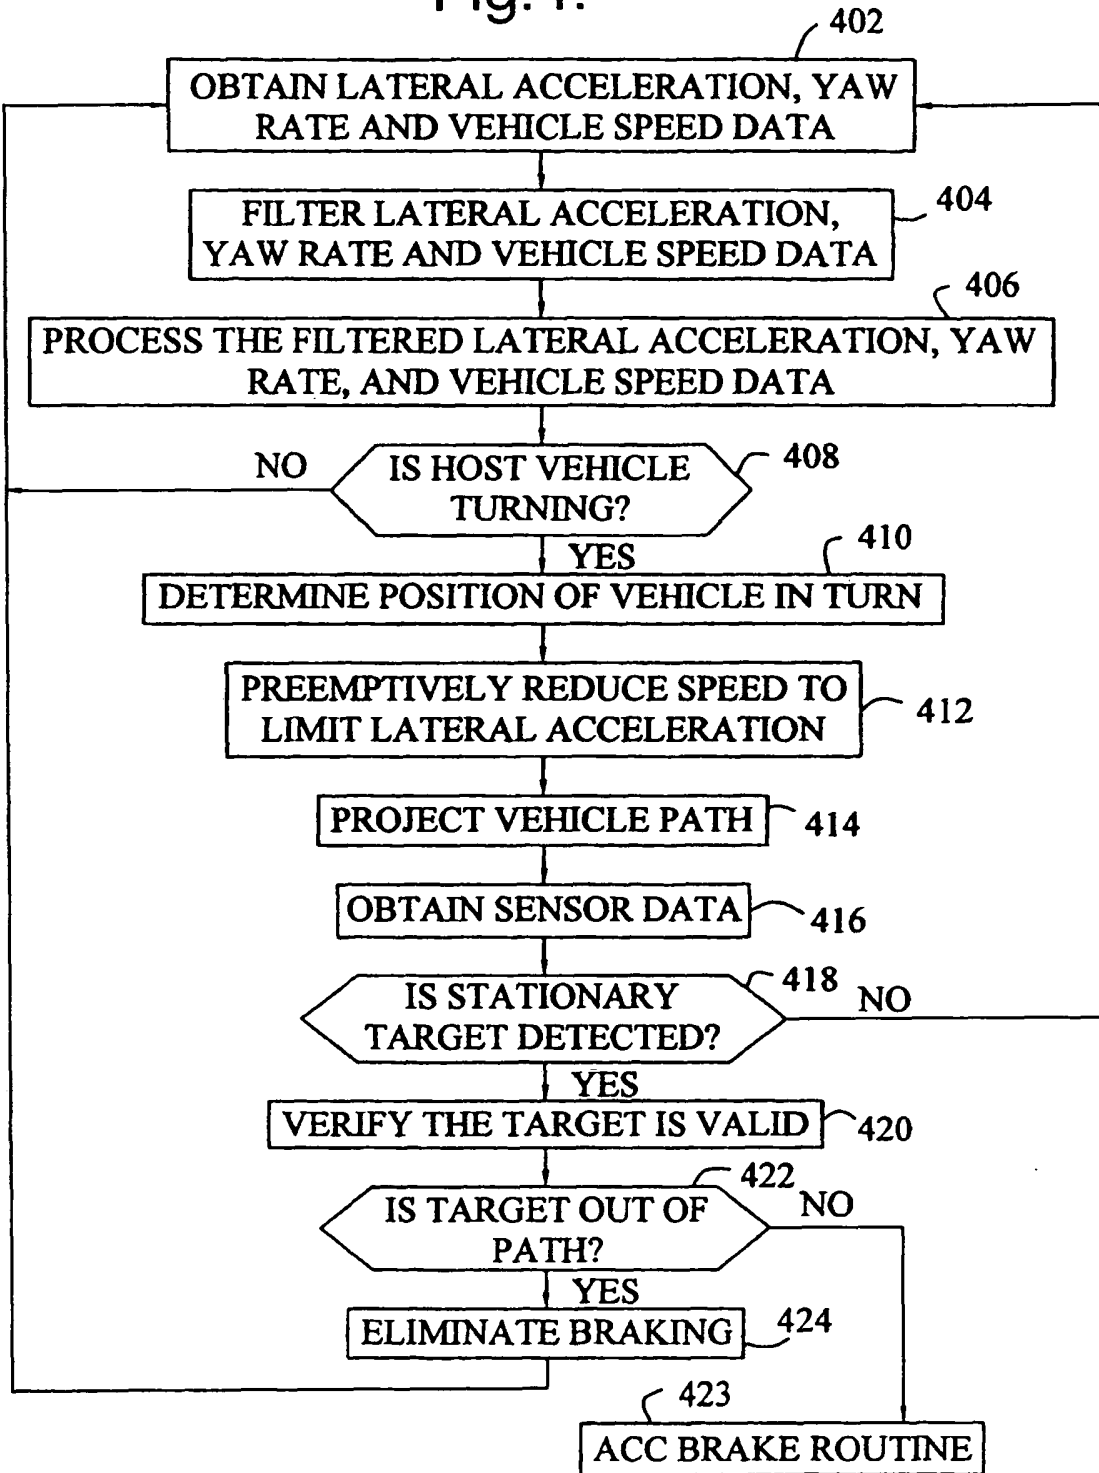 Fig. 4.
402
OBTAIN LATERAL ACCELERATION, YAW
RATE AND VEHICLE SPEED DATA
FILTER LATERAL ACCELERATION,
YAW RATE AND VEHICLE SPEED DATA
404
406
PROCESS THE FILTERED LATERAL ACCELERATION, YAW
RATE, AND VEHICLE SPEED DATA
NO
IS HOST VEHICLE
TURNING?
408
YES
410
DETERMINE POSITION OF VEHICLE IN TURN
PREEMPTIVELY REDUCE SPEED TO
LIMIT LATERAL ACCELERATION
412
PROJECT VEHICLE PATH
414
OBTAIN SENSOR DATA
416
IS STATIONARY
TARGET DETECTED?
418
NO
YES
VERIFY THE TARGET IS VALID
420
422
IS TARGET OUT OF
PATH?
NO
YES
ELIMINATE BRAKING
424
423
ACC BRAKE ROUTINE